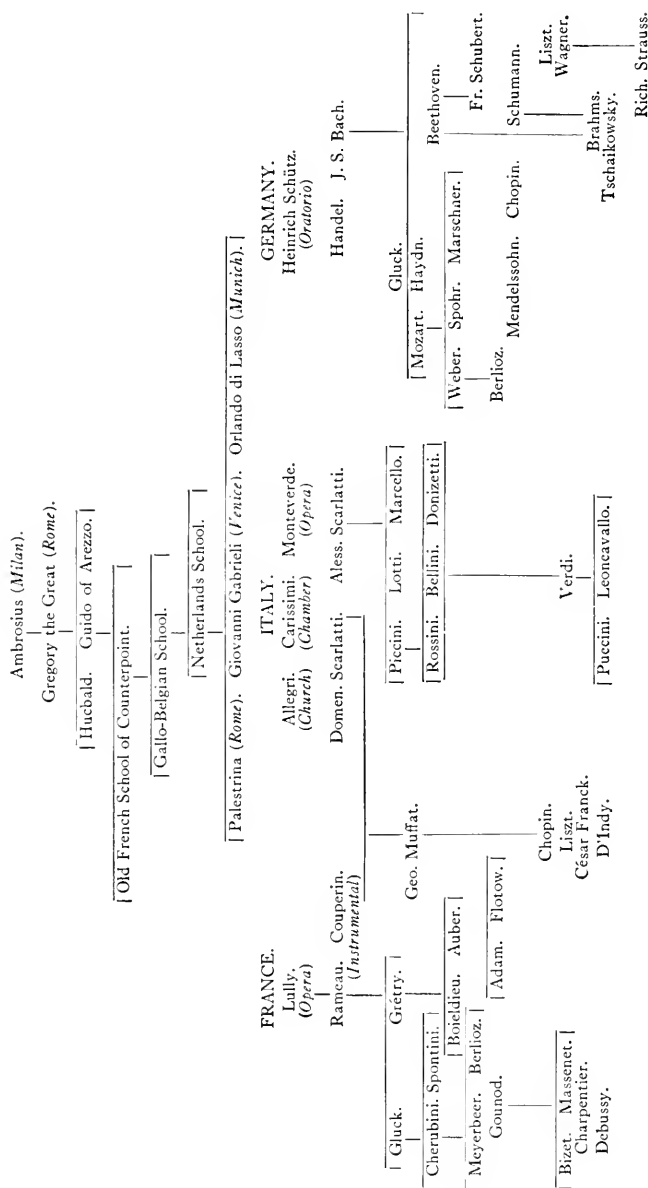 Ambrosius (Milan).
Gregory the Great (Rome).
Hucbald. Guido of Arezzo.
Old French School of Counterpoint.
Gallo-Belgian School.
Netherlands School.
Palestrina (Rome). Giovanni Gabrieli (Venice). Orlando di Lasso (Munich).
FRANCE.
Lully.
(Opera)
Rameau. Couperin.
(Instrumental)
Gluck. Grétry.
Cherubini. Spontini.
Boieldieu. Auber.
Meyerbeer. Berlioz.
Gounod.
Adam. Flotow.
Bizet. Massenet.
Charpentier.
Debussy.
Geo. Muffat.
Chopin.
Liszt.
César Franck.
D'Indy.
ITALY.
Allegri. Carissimi. Monteverde.
(Church) (Chamber) (Opera)
Domen. Scarlatti. Aless. Scarlatti.
Piccini. Lotti. Marcello.
Rossini. Bellini. Donizetti.
Verdi.
Puccini. Leoncavallo.
GERMANY.
Heinrich Schütz.
(Oratorio)
Handel. J. S. Bach.
Gluck.
Mozart. Haydn.
Beethoven.
Weber. Spohr. Marschner.
Fr. Schubert.
Berlioz.
Mendelssohn. Chopin. Schumann.
Liszt.
Wagner.
Brahms.
Tschaikowsky.
Rich. Strauss.